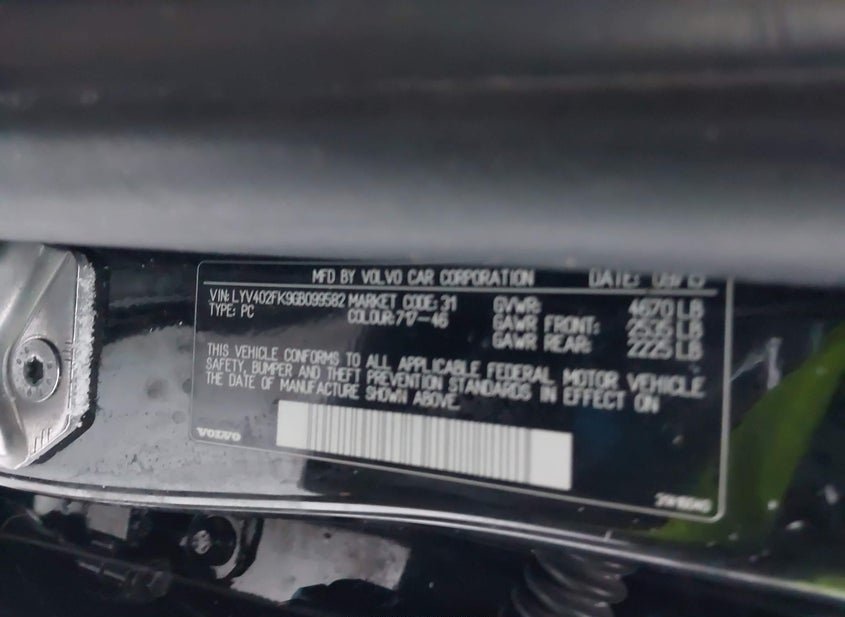 MFD BY VOLVO CAR CORPORATION DATE:
VIN: LYV402FK9GB099582 MARKET CODE: 31 GVWR: 4670 LB
TYPE: PC COLOUR: 717-46 GAWR FRONT: 2535 LB
GAWR REAR: 2225 LB
THIS VEHICLE CONFORMS TO ALL APPLICABLE FEDERAL MOTOR VEHICLE
SAFETY, BUMPER AND THEFT PREVENTION STANDARDS IN EFFECT ON
THE DATE OF MANUFACTURE SHOWN ABOVE.
VOLVO